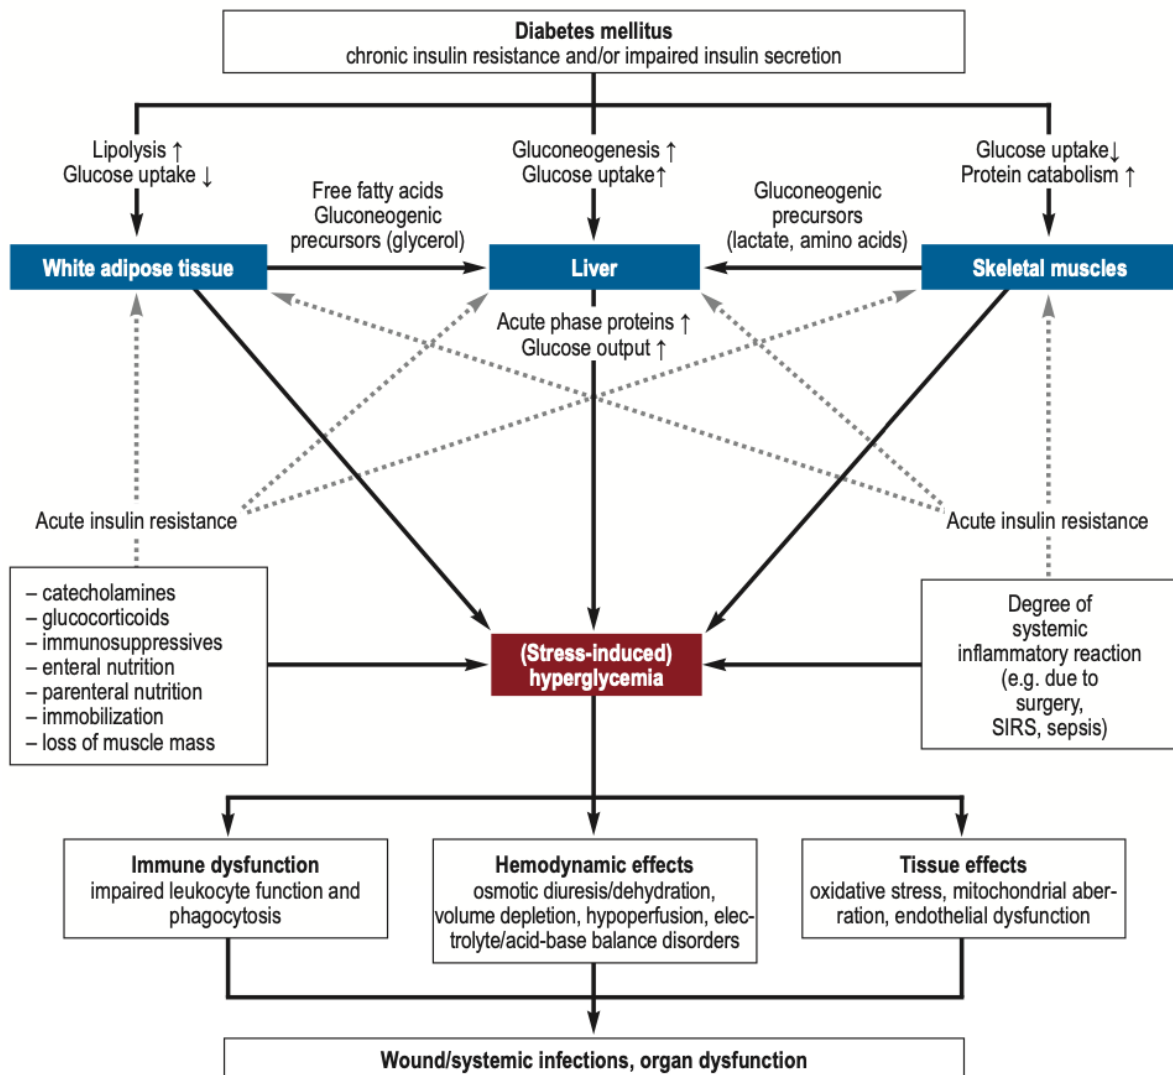 Diabetes mellitus
chronic insulin resistance and/or impaired insulin secretion
Lipolysis ↑
Glucose uptake ↓
Gluconeogenesis ↑
Glucose uptake↑
Glucose uptake↓
Protein catabolism ↑
Free fatty acids
Gluconeogenic
precursors (glycerol)
Gluconeogenic
precursors
(lactate, amino acids)
White adipose tissue
Liver
Skeletal muscles
Acute phase proteins ↑
Glucose output ↑
Acute insulin resistance
Acute insulin resistance
– catecholamines
– glucocorticoids
– immunosuppressives
– enteral nutrition
– parenteral nutrition
– immobilization
– loss of muscle mass
(Stress-induced)
hyperglycemia
Degree of
systemic
inflammatory reaction
(e.g. due to
surgery,
SIRS, sepsis)
Immune dysfunction
impaired leukocyte function and
phagocytosis
Hemodynamic effects
osmotic diuresis/dehydration,
volume depletion, hypoperfusion, elec-
trolyte/acid-base balance disorders
Tissue effects
oxidative stress, mitochondrial aber-
ration, endothelial dysfunction
Wound/systemic infections, organ dysfunction